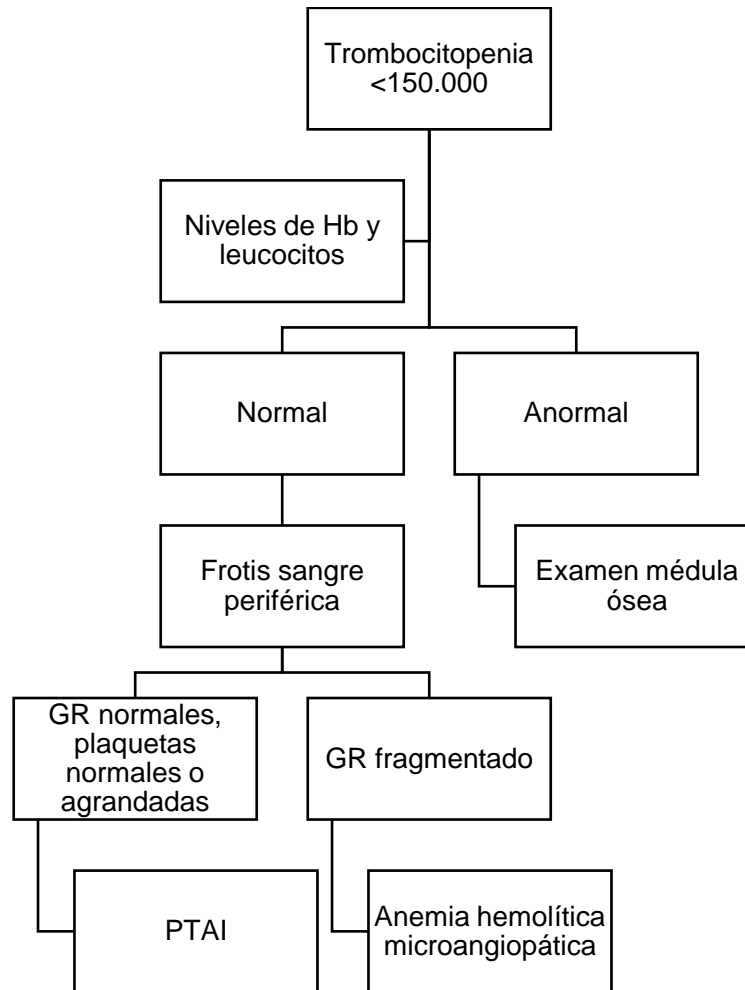 Trombocitopenia
<150.000
Niveles de Hb y
leucocitos
Normal
Anormal
Frotis sangre
periférica
Examen médula
ósea
GR normales,
plaquetas
normales o
agrandadas
GR fragmentado
PTAI
Anemia hemolítica
microangiopática